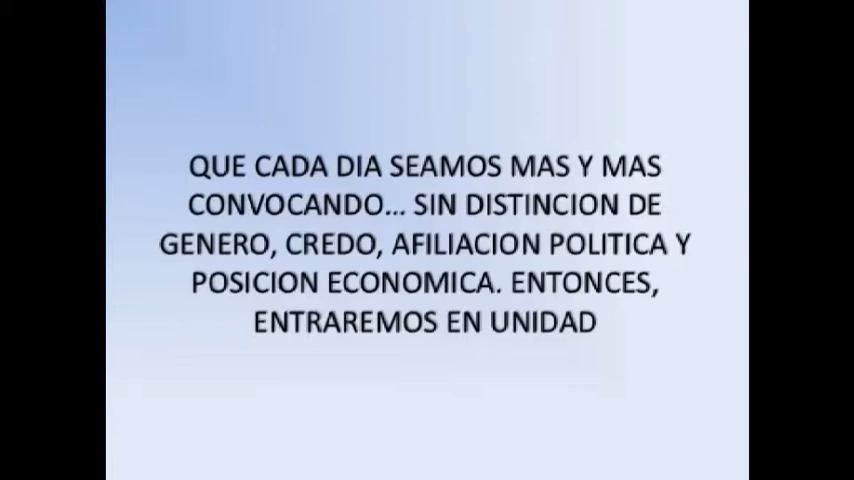 QUE CADA DIA SEAMOS MAS Y MAS
CONVOCANDO... SIN DISTINCION DE
GENERO, CREDO, AFILIACION POLITICA Y
POSICION ECONOMICA. ENTONCES,
ENTRAREMOS EN UNIDAD